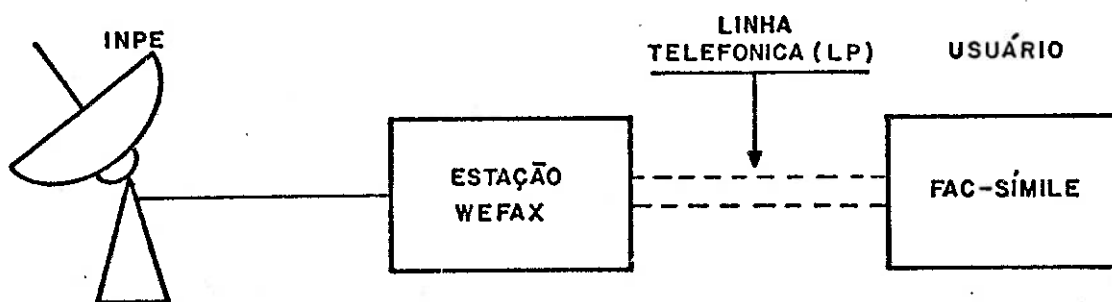 INPE
LINHA
TELEFONICA (LP)
USUÁRIO
ESTAÇÃO
WEFAX
FAC-SÍMILE